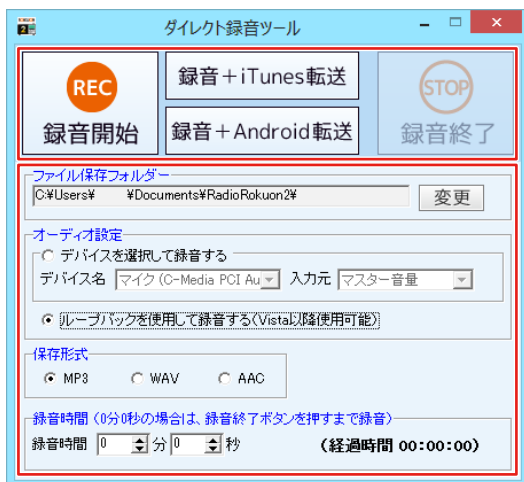 ダイレクト録音ツール
REC
録音開始
録音+iTunes転送
録音+Android転送
STOP
録音終了
ファイル保存フォルダー
C:¥Users¥ ¥Documents¥RadioRokuon2¥
変更
オーディオ設定
デバイスを選択して録音する
デバイス名 マイク (C-Media PCI Au 入力元 マスター音量
ループバックを使用して録音する(Vista以降使用可能)
保存形式
MP3 WAV AAC
録音時間 (0分0秒の場合は、録音終了ボタンを押すまで録音)
録音時間 0 分 0 秒 (経過時間 00:00:00)